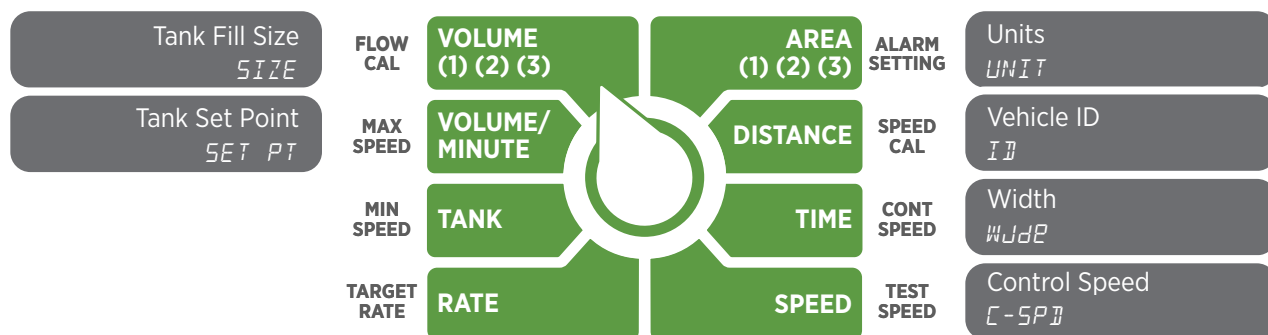 Tank Fill Size
SIZE
Tank Set Point
SET PT
FLOW
CAL
MAX
SPEED
MIN
SPEED
TARGET
RATE
VOLUME
(1) (2) (3)
VOLUME/
MINUTE
TANK
RATE
AREA
(1) (2) (3)
DISTANCE
TIME
SPEED
ALARM
SETTING
SPEED
CAL
CONT
SPEED
TEST
SPEED
Units
UNIT
Vehicle ID
ID
Width
WJdE
Control Speed
C-SPD